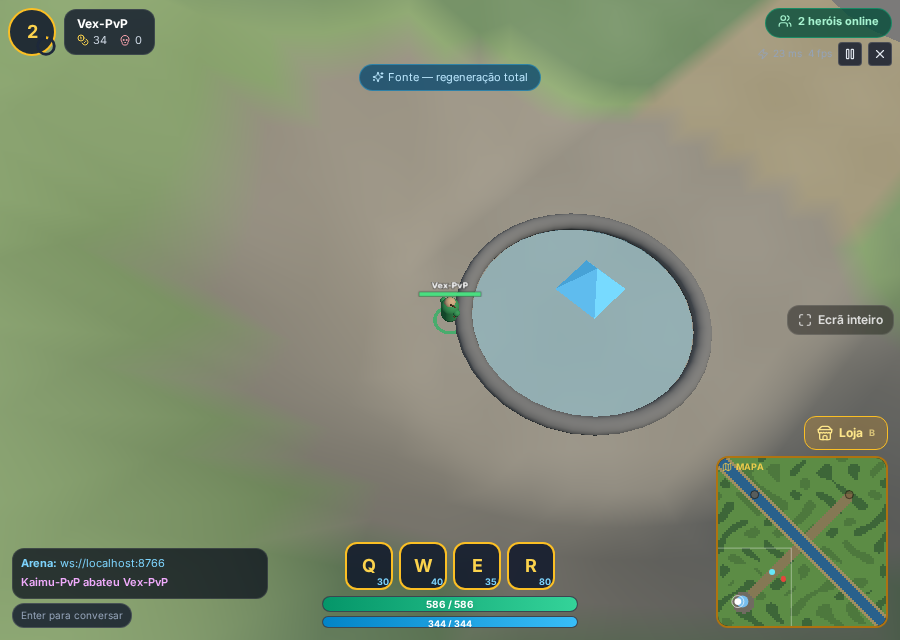 2
Vex-PvP
34 0
2 heróis online
Fonte — regeneração total
Vex-PvP
Ecrã inteiro
Loja B
MAPA
Arena: ws://localhost:8766
Kaimu-PvP abateu Vex-PvP
Enter para conversar
Q 30
W 40
E 35
R 80
586 / 586
344 / 344